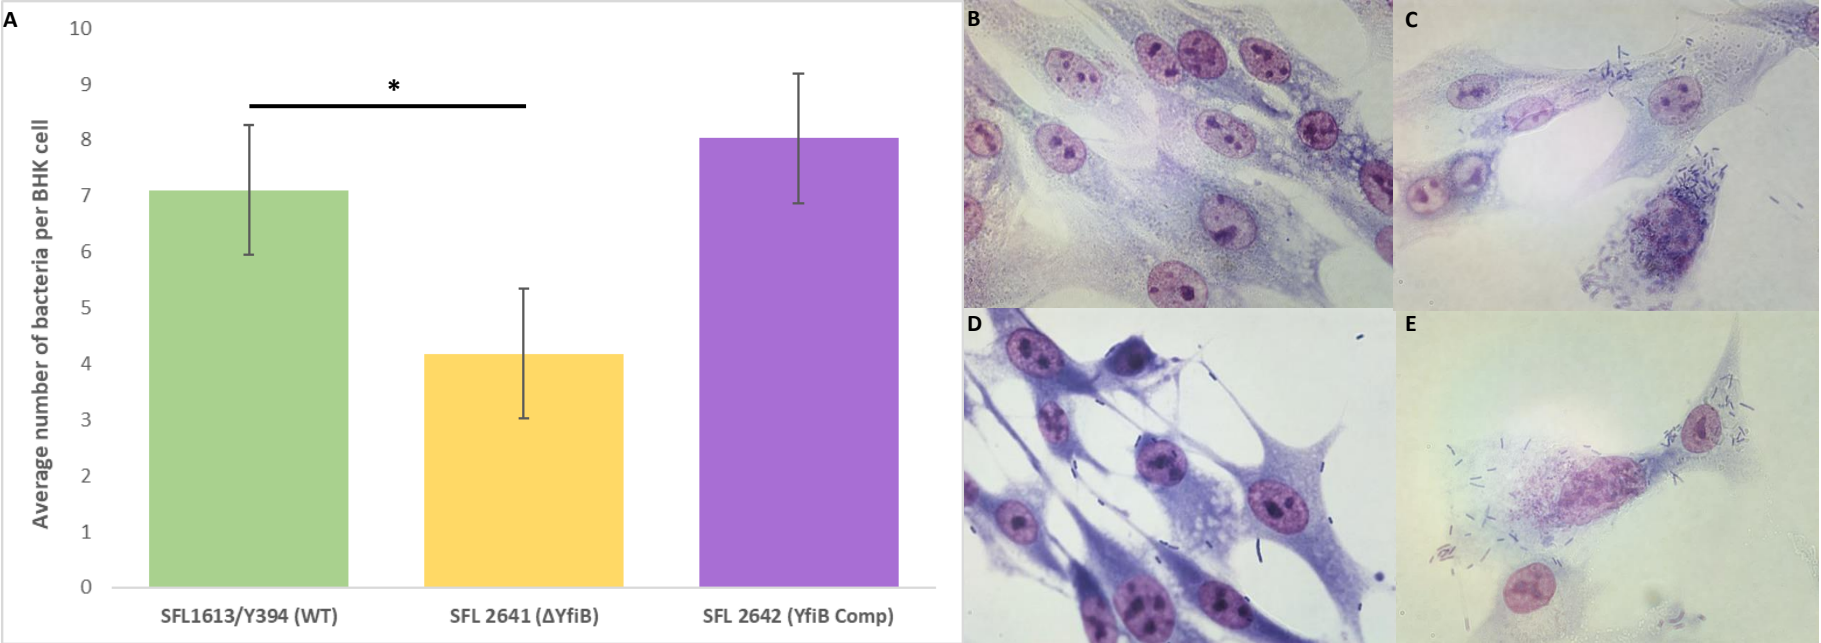 A
10
9
8
7
6
5
4
3
2
1
0
Average number of bacteria per BHK cell
*
SFL1613/Y394 (WT)
SFL 2641 (ΔYfiB)
SFL 2642 (YfiB Comp)
B
C
D
E